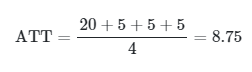 ATT = (20 + 5 + 5 + 5) / 4 = 8.75